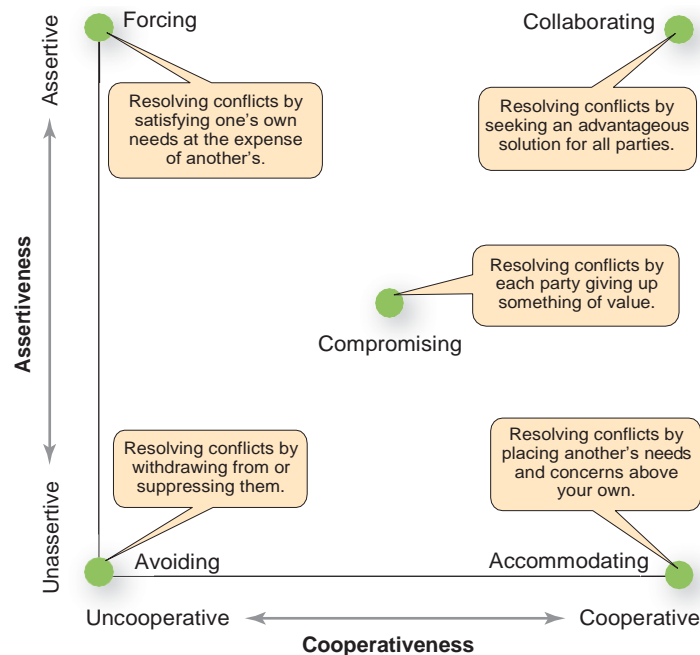 Forcing
Collaborating
Assertive
Resolving conflicts by
satisfying one's own
needs at the expense
of another's.
Resolving conflicts by
seeking an advantageous
solution for all parties.
Assertiveness
Resolving conflicts by
each party giving up
something of value.
Compromising
Resolving conflicts by
withdrawing from or
suppressing them.
Resolving conflicts by
placing another's needs
and concerns above
your own.
Unassertive
Avoiding
Accommodating
Uncooperative
Cooperative
Cooperativeness